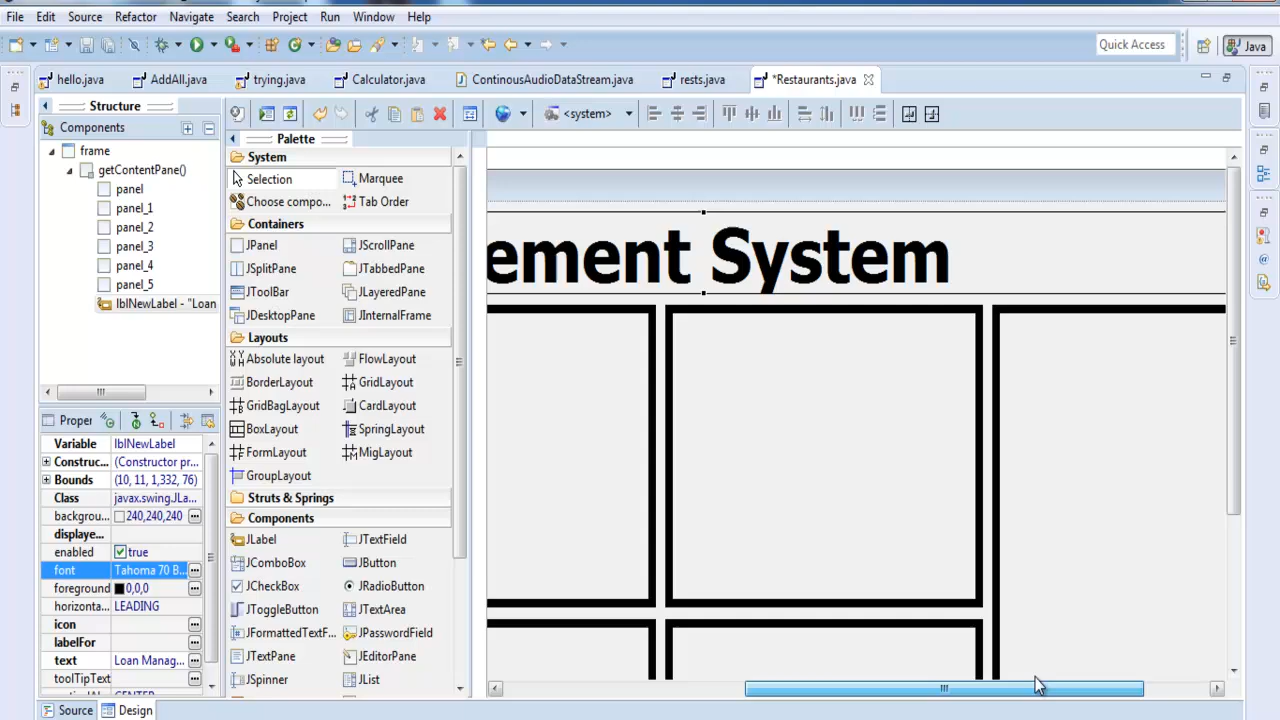 File Edit Source Refactor Navigate Search Project Run Window Help
Quick Access Java
hello.java AddAll.java trying.java Calculator.java ContinousAudioDataStream.java rests.java *Restaurants.java
Structure
<system>
Components
Palette
frame
System
getContentPane()
Selection Marquee
panel
Choose compo... Tab Order
panel_1
Containers
panel_2
JPanel JScrollPane
panel_3
JSplitPane JTabbedPane
panel_4
JToolBar JLayeredPane
panel_5
JDesktopPane JInternalFrame
lblNewLabel - "Loan
ement System
Layouts
Absolute layout FlowLayout
BorderLayout GridLayout
GridBagLayout CardLayout
BoxLayout SpringLayout
FormLayout MigLayout
GroupLayout
Struts & Springs
Components
JLabel JTextField
JComboBox JButton
JCheckBox JRadioButton
JToggleButton JTextArea
JFormattedTextF... JPasswordField
JTextPane JEditorPane
JSpinner JList
Proper
Variable lblNewLabel
Construc... (Constructor pr...
Bounds (10, 11, 1,332, 76)
Class javax.swing.JLa...
backgrou... 240,240,240
displaye...
enabled true
font Tahoma 70 B...
foreground 0,0,0
horizonta... LEADING
icon
labelFor
text Loan Manag...
toolTipText
Source Design